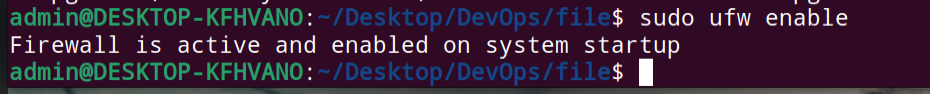 admin@DESKTOP-KFHVANO:~/Desktop/DevOps/file$ sudo ufw enable
Firewall is active and enabled on system startup
admin@DESKTOP-KFHVANO:~/Desktop/DevOps/file$